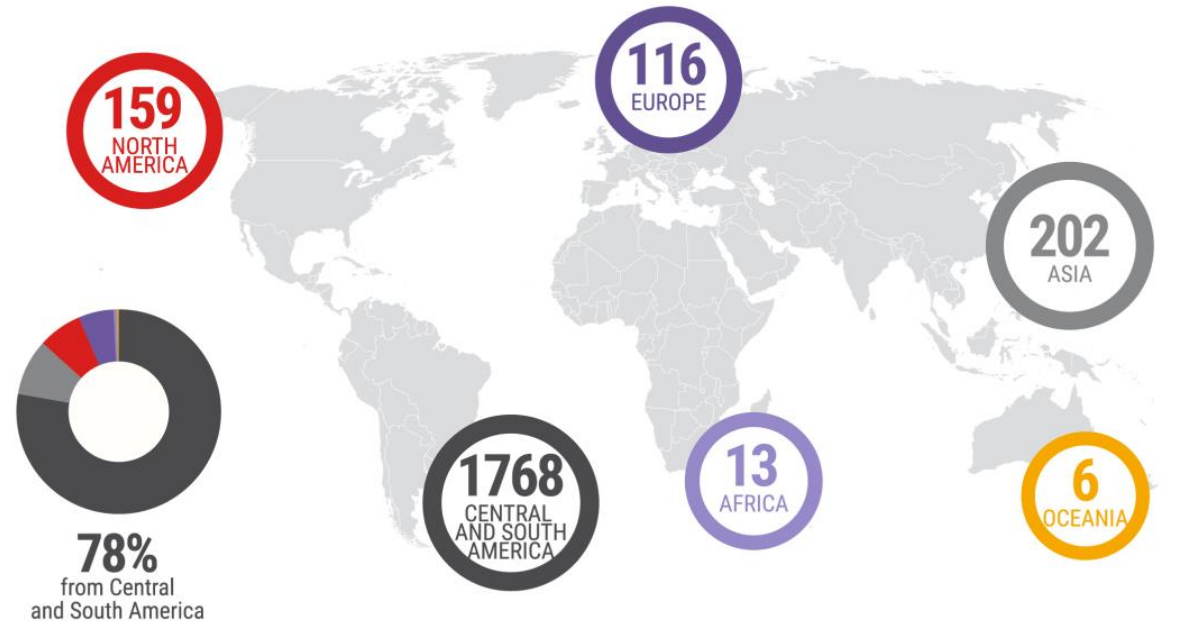 116
EUROPE
159
NORTH
AMERICA
202
ASIA
1768
CENTRAL
AND SOUTH
AMERICA
13
AFRICA
6
OCEANIA
78%
from Central
and South America